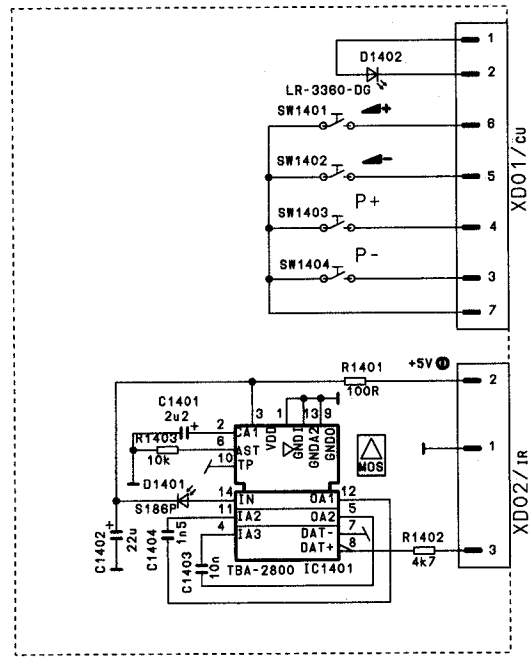 1
D1402
2
LR-3360-DG
SW1401
+
6
SW1402
-
5
XD01/CU
P+
SW1403
4
P-
SW1404
3
7
R1401
+5V
2
100R
C1401
2u2
3
1
13
9
2
CA1
VDD
GNDI
GNDA2
GNDO
R1403
6
AST
10k
10
TP
MOS
1
D1401
14
IN
OA1
12
S186P
11
IA2
OA2
5
XD02/IR
4
IA3
DAT-
7
DAT+
8
R1402
3
4k7
C1402
22u
C1404
1n5
C1403
10n
TBA-2800
IC1401